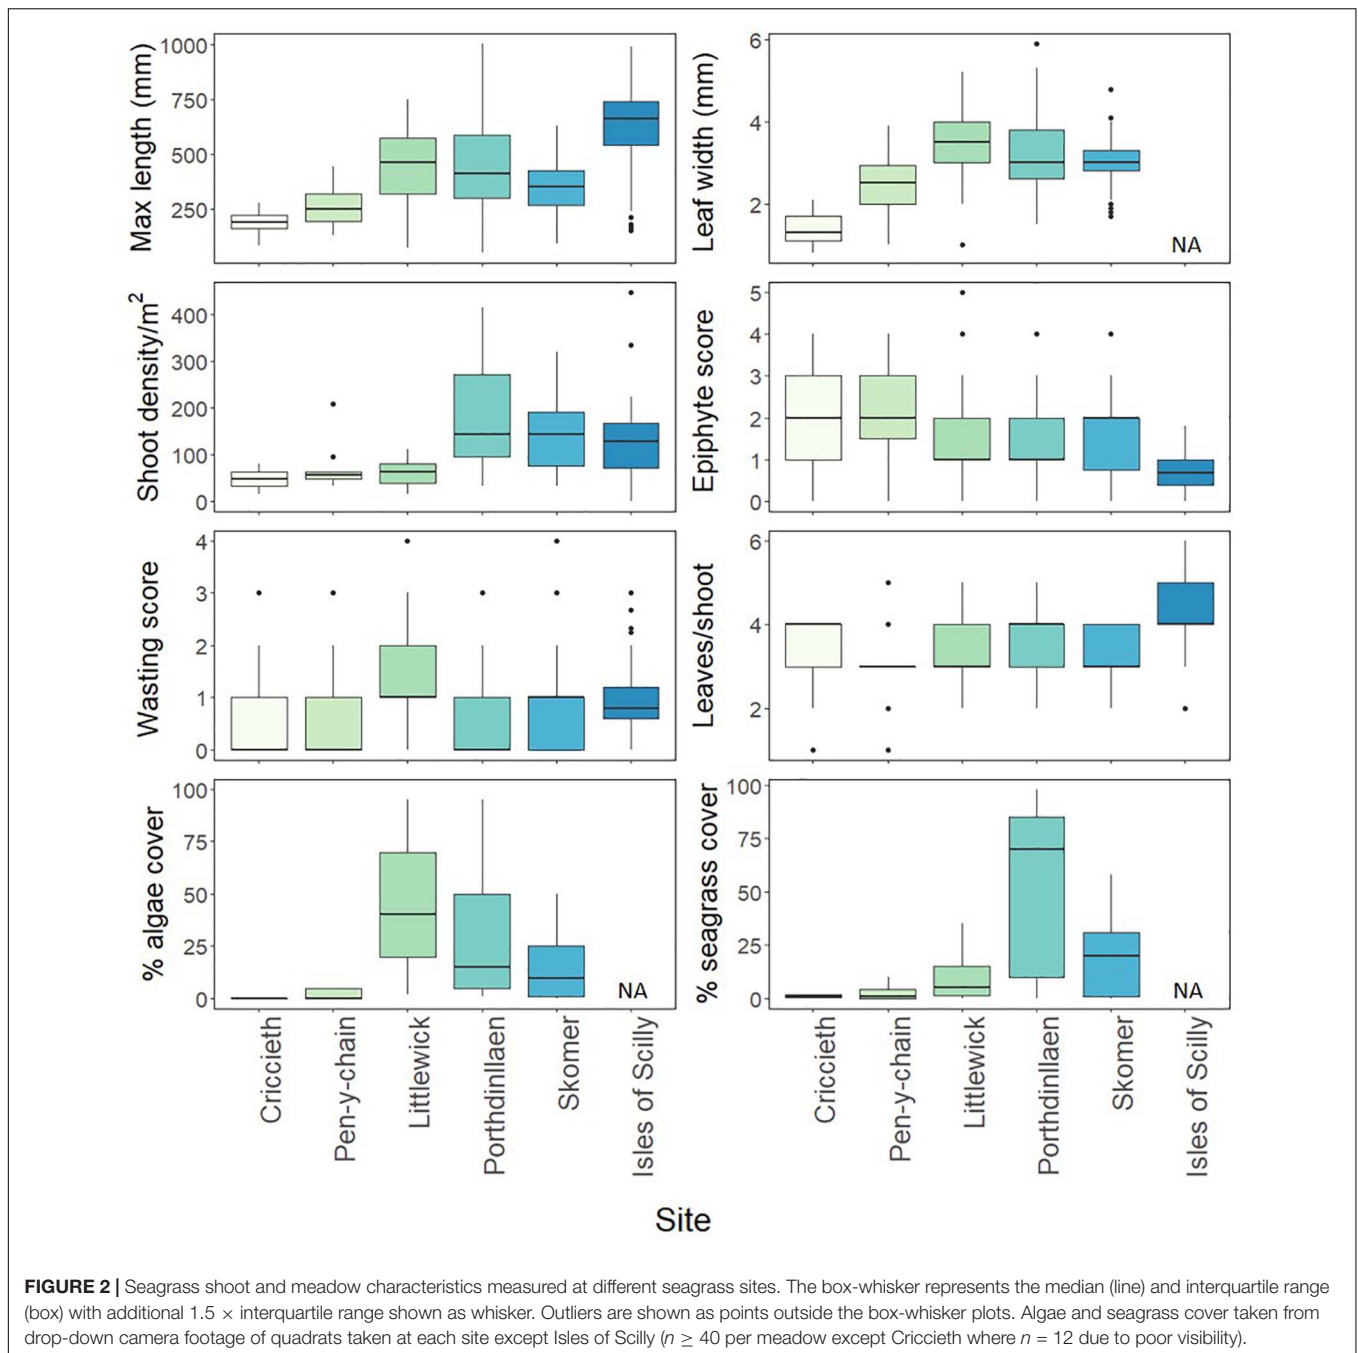 Max length (mm)
1000
750
500
250
Leaf width (mm)
6
4
2
NA
Shoot density/m²
400
300
200
100
0
Epiphyte score
5
4
3
2
1
0
Wasting score
4
3
2
1
0
Leaves/shoot
6
4
2
% algae cover
100
75
50
25
0
NA
% seagrass cover
100
75
50
25
0
NA
Criccieth
Pen-y-chain
Littlewick
Porthdinllaen
Skomer
Isles of Scilly
Criccieth
Pen-y-chain
Littlewick
Porthdinllaen
Skomer
Isles of Scilly
Site
FIGURE 2 | Seagrass shoot and meadow characteristics measured at different seagrass sites. The box-whisker represents the median (line) and interquartile range
(box) with additional 1.5 × interquartile range shown as whisker. Outliers are shown as points outside the box-whisker plots. Algae and seagrass cover taken from
drop-down camera footage of quadrats taken at each site except Isles of Scilly (n ≥ 40 per meadow except Criccieth where n = 12 due to poor visibility).